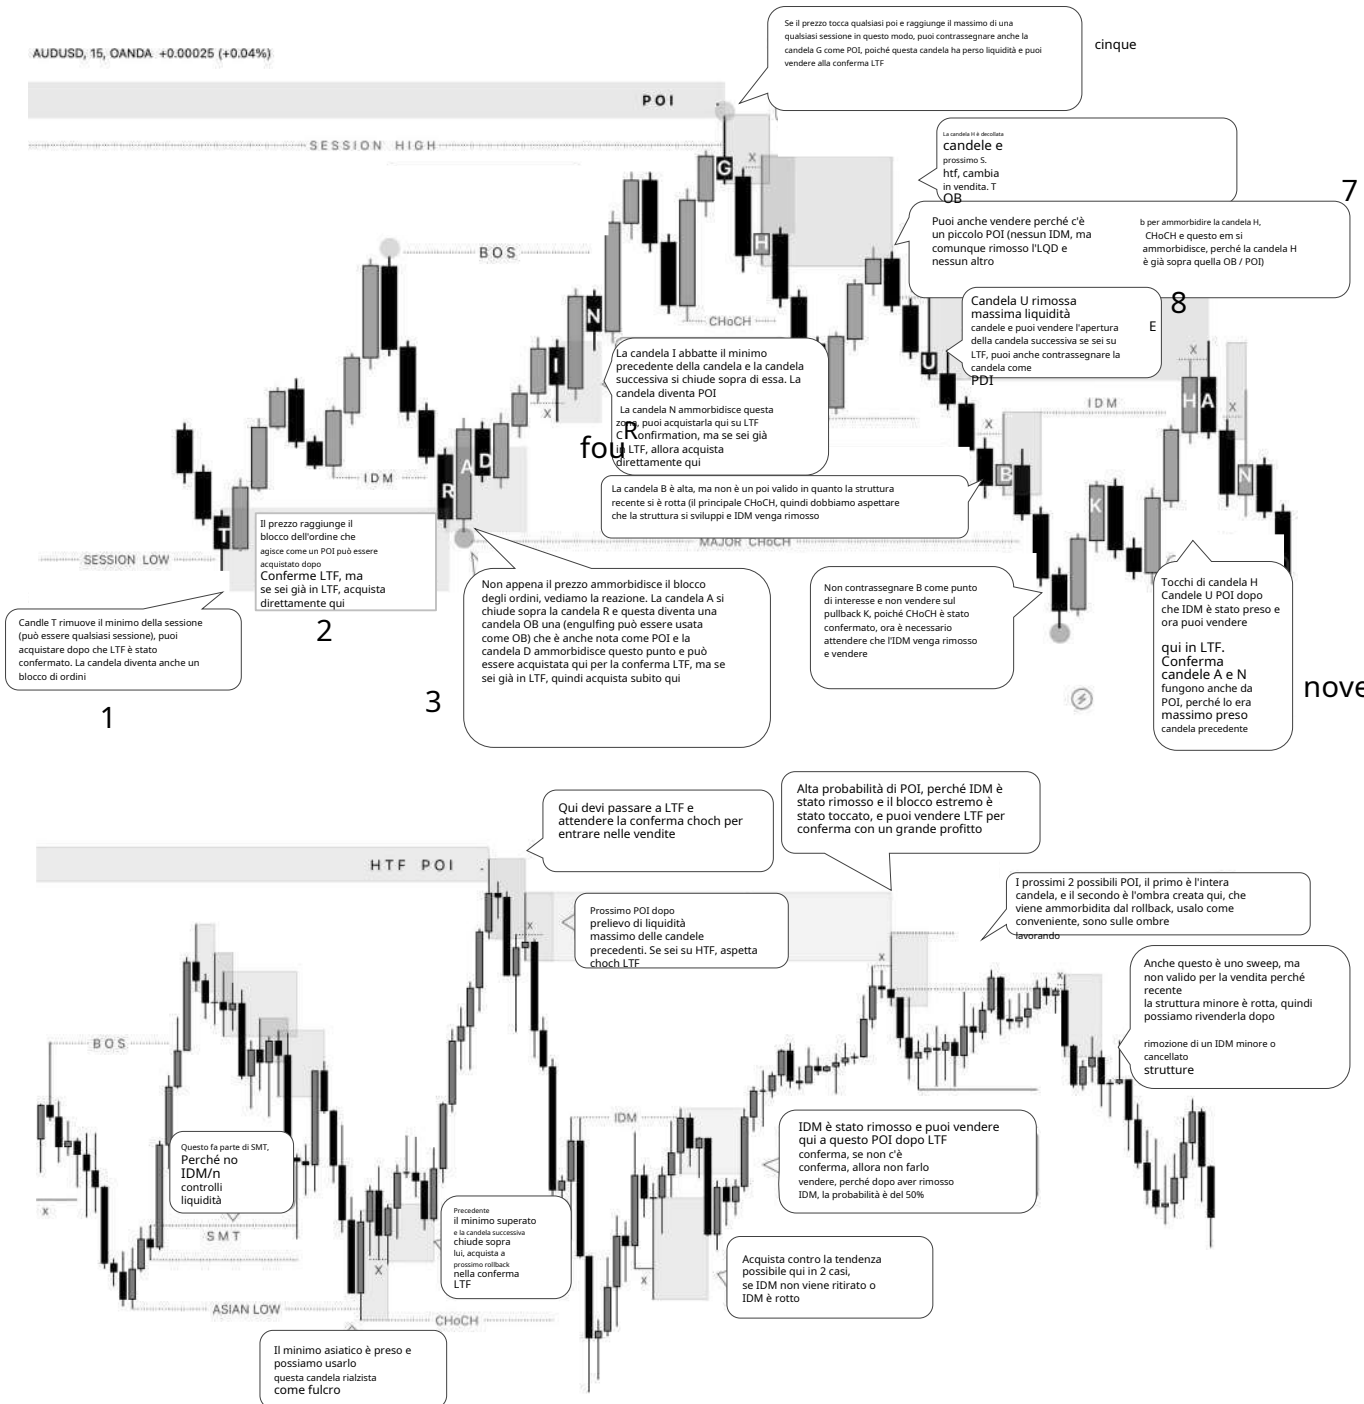 Se il prezzo tocca qualsiasi poi e raggiunge il massimo di una
qualsiasi sessione in questo modo, puoi contrassegnare anche la
candela G come POI, poiché questa candela ha perso liquidità e puoi
vendere alla conferma LTF
cinque
AUDUSD, 15, OANDA +0.00025 (+0.04%)
POI
SESSION HIGH
G
X
H
La candela H è decollata
candele e
prossimo S.
htf, cambia
in vendita. T
OB
7
Puoi anche vendere perché c'è
un piccolo POI (nessun IDM, ma
comunque rimosso l'LQD e
nessun altro
b per ammorbidire la candela H,
CHoCH e questo em si
ammorbidisce, perché la candela H
è già sopra quella OB / POI)
BOS
8
Candela U rimossa
massima liquidità
candele e puoi vendere l'apertura
della candela successiva se sei su
LTF, puoi anche contrassegnare la
candela come
PDI
E
N
CHoCH
I
X
U
La candela I abbatte il minimo
precedente della candela e la candela
successiva si chiude sopra di essa. La
candela diventa POI
La candela N ammorbidisce questa
zona, puoi acquistarla qui su LTF
cRonfirmation, ma se sei già
in LTF, allora acquista
direttamente qui
fou
X
IDM
X
H A
X
N
IDM
R
A
D
X
B
K
La candela B è alta, ma non è un poi valido in quanto la struttura
recente si è rotta (il principale CHoCH, quindi dobbiamo aspettare
che la struttura si sviluppi e IDM venga rimosso
MAJOR CHoCH
T
SESSION LOW
Il prezzo raggiunge il
blocco dell'ordine che
agisce come un POI può essere
acquistato dopo
Conferme LTF, ma
se sei già in LTF, acquista
direttamente qui
2
Candle T rimuove il minimo della sessione
(può essere qualsiasi sessione), puoi
acquistare dopo che LTF è stato
confermato. La candela diventa anche un
blocco di ordini
1
Non appena il prezzo ammorbidisce il blocco
degli ordini, vediamo la reazione. La candela A si
chiude sopra la candela R e questa diventa una
candela OB una (engulfing può essere usata
come OB) che è anche nota come POI e la
candela D ammorbidisce questo punto e può
essere acquistata qui per la conferma LTF, ma se
sei già in LTF, quindi acquista subito qui
3
Non contrassegnare B come punto
di interesse e non vendere sul
pullback K, poiché CHoCH è stato
confermato, ora è necessario
attendere che l'IDM venga rimosso
e vendere
Tocchi di candela H
Candele U POI dopo
che IDM è stato preso e
ora puoi vendere
qui in LTF.
Conferma
candele A e N
fungono anche da
POI, perché lo era
massimo preso
candela precedente
nove
Qui devi passare a LTF e
attendere la conferma choch per
entrare nelle vendite
Alta probabilità di POI, perché IDM è
stato rimosso e il blocco estremo è
stato toccato, e puoi vendere LTF per
conferma con un grande profitto
HTF POI
I prossimi 2 possibili POI, il primo è l'intera
candela, e il secondo è l'ombra creata qui, che
viene ammorbidita dal rollback, usalo come
conveniente, sono sulle ombre
lavorando
Prossimo POI dopo
prelievo di liquidità
massimo delle candele
precedenti. Se sei su HTF, aspetta
choch LTF
X
X
X
Anche questo è uno sweep, ma
non valido per la vendita perché
recente
la struttura minore è rotta, quindi
possiamo rivenderla dopo
rimozione di un IDM minore o
cancellato
strutture
BOS
X
Questo fa parte di SMT,
Perché no
IDM/n
controlli
liquidità
SMT
IDM
IDM è stato rimosso e puoi vendere
qui a questo POI dopo LTF
conferma, se non c'è
conferma, allora non farlo
vendere, perché dopo aver rimosso
IDM, la probabilità è del 50%
Precedente
il minimo superato
e la candela successiva
chiude sopra
lui, acquista a
prossimo rollback
nella conferma
LTF
X
X
Acquista contro la tendenza
possibile qui in 2 casi,
se IDM non viene ritirato o
IDM è rotto
ASIAN LOW
CHoCH
Il minimo asiatico è preso e
possiamo usarlo
questa candela rialzista
come fulcro